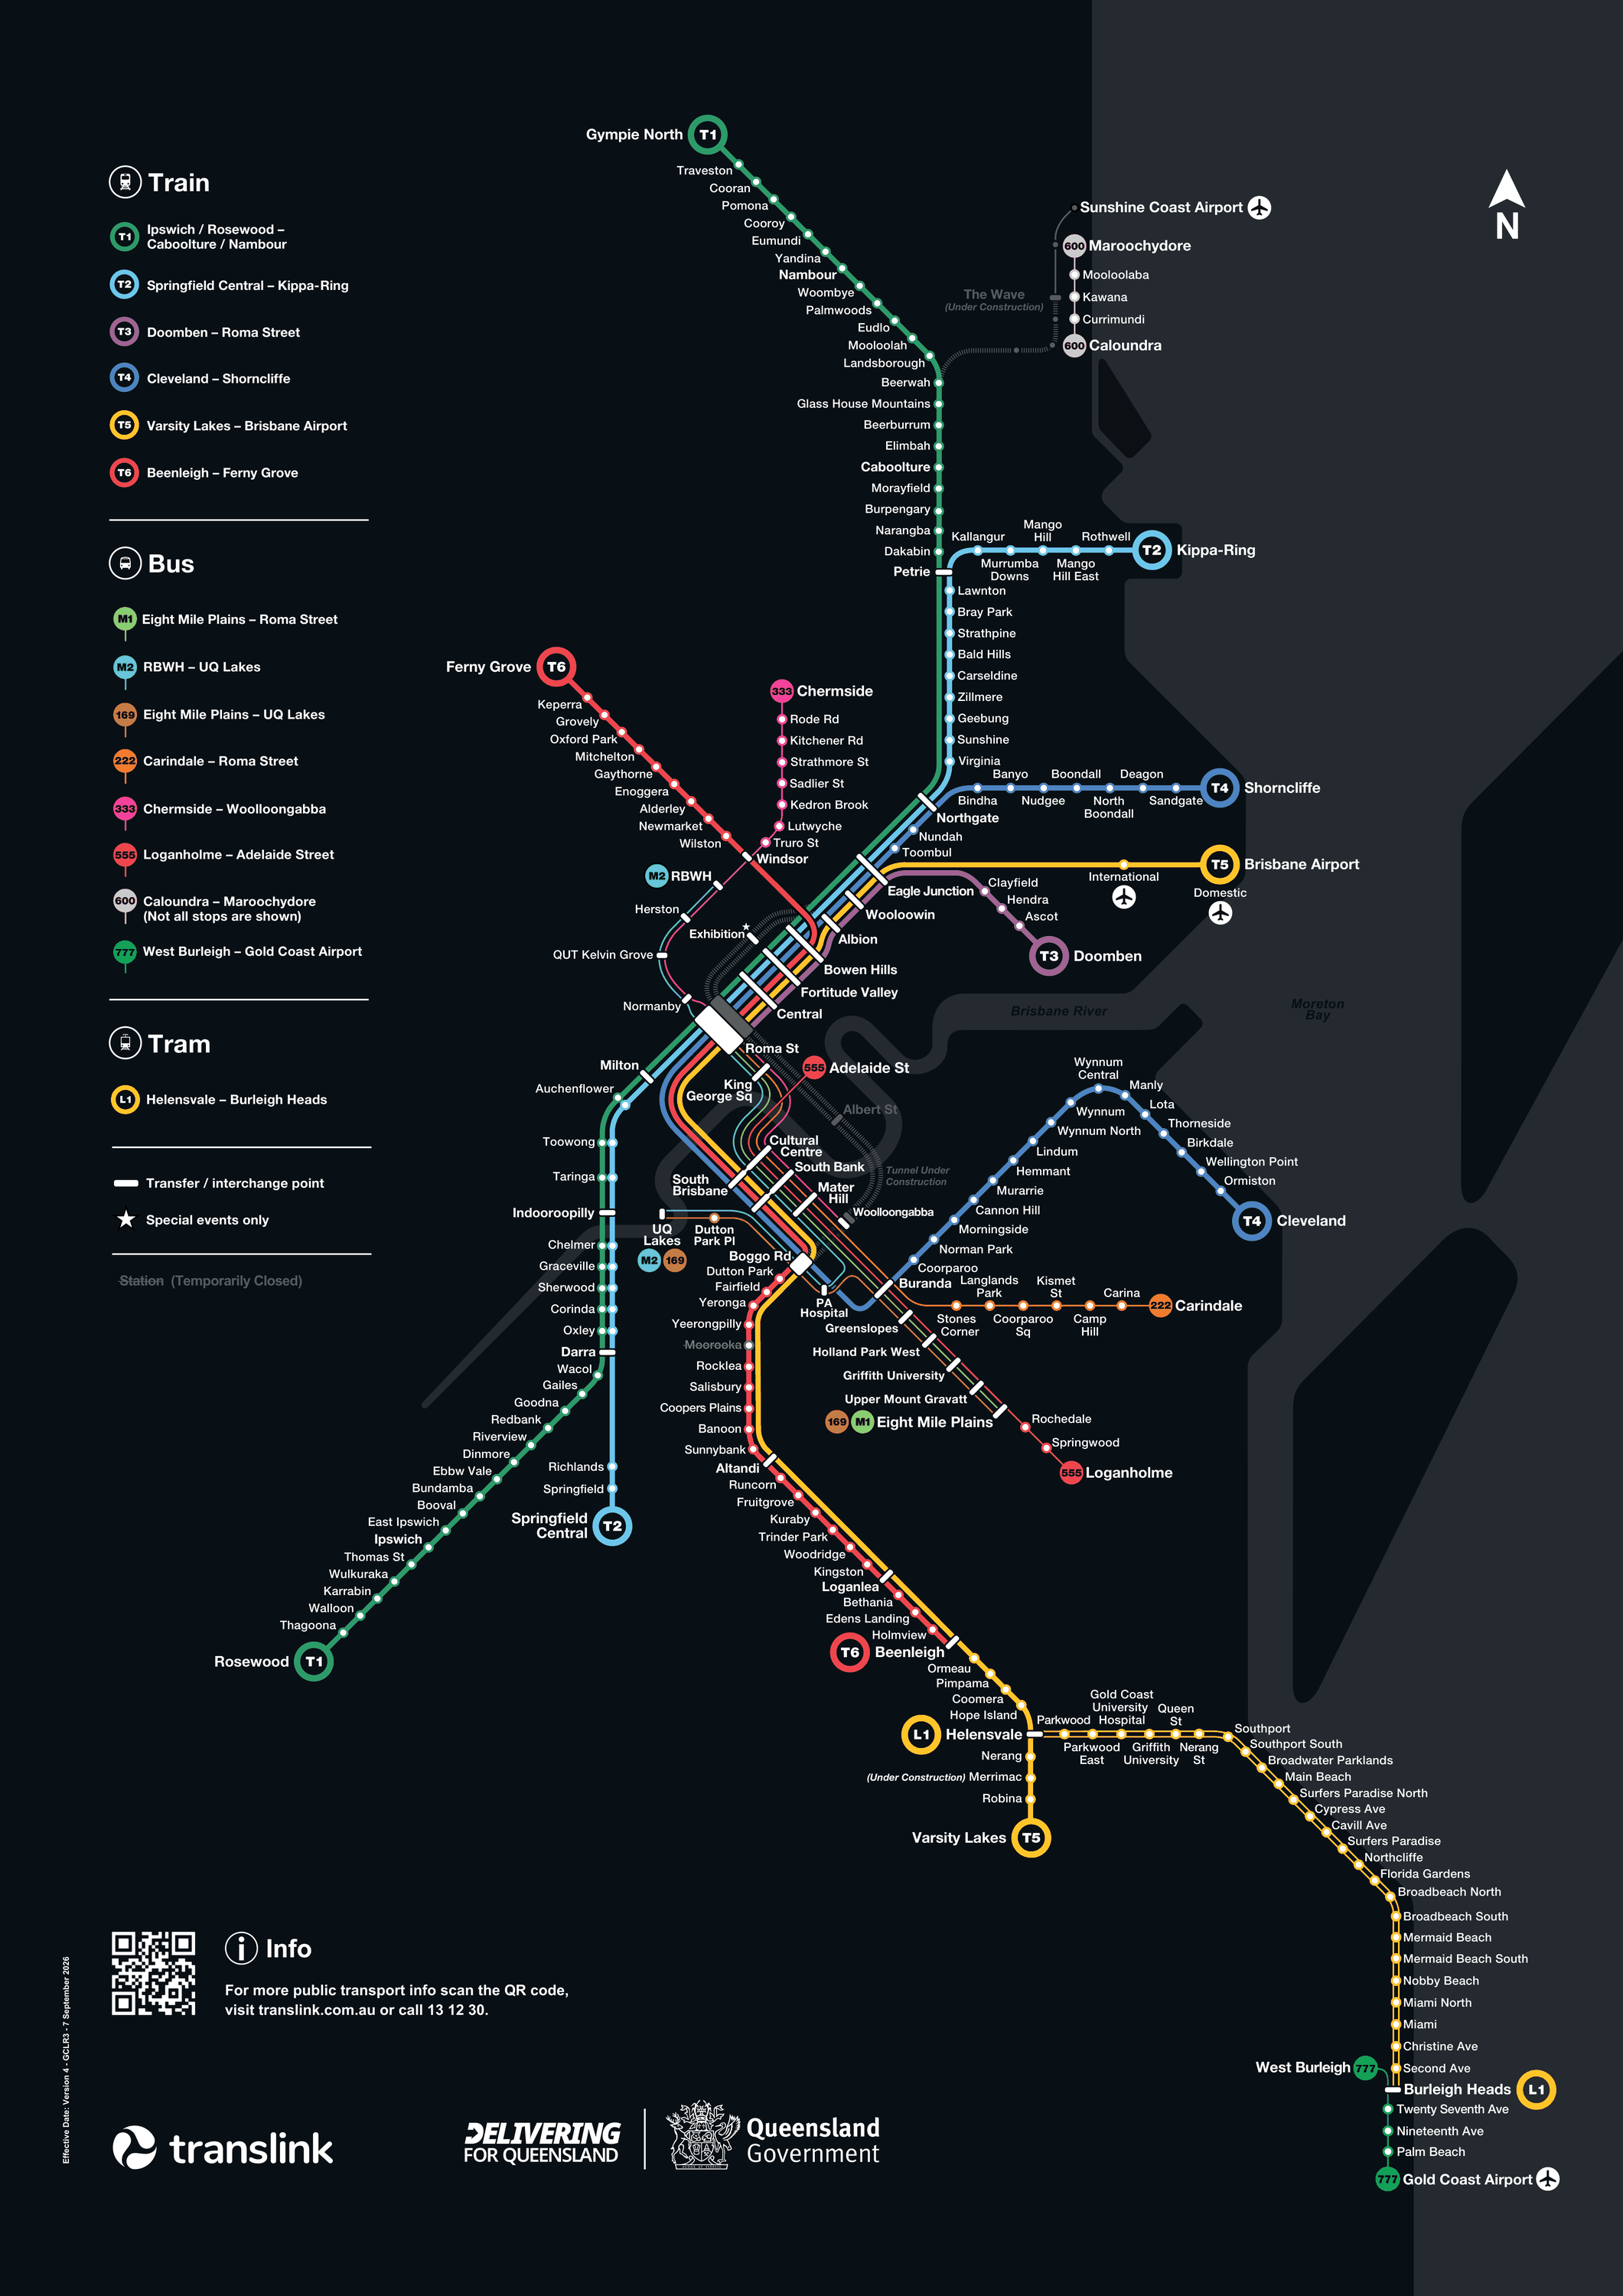 Train
T1
Ipswich / Rosewood –
Caboolture / Nambour
T2
Springfield Central – Kippa-Ring
T3
Doomben – Roma Street
T4
Cleveland – Shorncliffe
T5
Varsity Lakes – Brisbane Airport
T6
Beenleigh – Ferny Grove
Bus
M1
Eight Mile Plains – Roma Street
M2
RBWH – UQ Lakes
169
Eight Mile Plains – UQ Lakes
222
Carindale – Roma Street
333
Chermside – Woolloongabba
555
Loganholme – Adelaide Street
600
Caloundra – Maroochydore
(Not all stops are shown)
777
West Burleigh – Gold Coast Airport
Tram
L1
Helensvale – Burleigh Heads
Transfer / interchange point
Special events only
Station (Temporarily Closed)
N
Gympie North
T1
Traveston
Cooran
Pomona
Cooroy
Eumundi
Yandina
Nambour
Woombye
Palmwoods
Eudlo
Mooloolah
Landsborough
Beerwah
Glass House Mountains
Beerburrum
Elimbah
Caboolture
Morayfield
Burpengary
Narangba
Dakabin
Petrie
Sunshine Coast Airport
600
Maroochydore
Mooloolaba
Kawana
Currimundi
600
Caloundra
The Wave
(Under Construction)
Kallangur
Murrumba
Downs
Mango
Hill
Mango
Hill East
Rothwell
T2
Kippa-Ring
Lawnton
Bray Park
Strathpine
Bald Hills
Carseldine
Zillmere
Geebung
Sunshine
Virginia
Northgate
Bindha
Banyo
Nudgee
Boondall
North
Boondall
Deagon
Sandgate
T4
Shorncliffe
Nundah
Toombul
Eagle Junction
International
Domestic
T5
Brisbane Airport
Clayfield
Hendra
Ascot
T3
Doomben
Wooloowin
Albion
Bowen Hills
Fortitude Valley
Central
Roma St
Ferny Grove
T6
Keperra
Grovely
Oxford Park
Mitchelton
Gaythorne
Enoggera
Alderley
Newmarket
Wilston
Windsor
333
Chermside
Rode Rd
Kitchener Rd
Strathmore St
Sadlier St
Kedron Brook
Lutwyche
Truro St
M2
RBWH
Herston
Exhibition
QUT Kelvin Grove
Normanby
Brisbane River
Moreton
Bay
Milton
Auchenflower
Toowong
Taringa
Indooroopilly
Chelmer
Graceville
Sherwood
Corinda
Oxley
Darra
Wacol
Gailes
Goodna
Redbank
Riverview
Dinmore
Ebbw Vale
Bundamba
Booval
East Ipswich
Ipswich
Thomas St
Wulkuraka
Karrabin
Walloon
Thagoona
Rosewood
T1
Richlands
Springfield
Springfield
Central
T2
King
George Sq
555
Adelaide St
Albert St
Tunnel Under
Construction
Cultural
Centre
South
Brisbane
South Bank
Mater
Hill
Woolloongabba
UQ
Lakes
M2
169
Dutton
Park Pl
Boggo Rd
PA
Hospital
Buranda
Coorparoo
Norman Park
Morningside
Cannon Hill
Murarrie
Hemmant
Lindum
Wynnum North
Wynnum
Wynnum
Central
Manly
Lota
Thorneside
Birkdale
Wellington Point
Ormiston
T4
Cleveland
Stones
Corner
Langlands
Park
Coorparoo
Sq
Kismet
St
Camp
Hill
Carina
222
Carindale
Greenslopes
Holland Park West
Griffith University
Upper Mount Gravatt
169
M1
Eight Mile Plains
Rochedale
Springwood
555
Loganholme
Dutton Park
Fairfield
Yeronga
Yeerongpilly
Moorooka
Rocklea
Salisbury
Coopers Plains
Banoon
Sunnybank
Altandi
Runcorn
Fruitgrove
Kuraby
Trinder Park
Woodridge
Kingston
Loganlea
Bethania
Edens Landing
Holmview
T6
Beenleigh
Ormeau
Pimpama
Coomera
Hope Island
L1
Helensvale
Nerang
(Under Construction) Merrimac
Robina
Varsity Lakes
T5
Parkwood
Parkwood
East
Gold Coast
University
Hospital
Griffith
University
Queen
St
Nerang
St
Southport
Southport South
Broadwater Parklands
Main Beach
Surfers Paradise North
Cypress Ave
Cavill Ave
Surfers Paradise
Northcliffe
Florida Gardens
Broadbeach North
Broadbeach South
Mermaid Beach
Mermaid Beach South
Nobby Beach
Miami North
Miami
Christine Ave
Second Ave
West Burleigh
777
Burleigh Heads
L1
Twenty Seventh Ave
Nineteenth Ave
Palm Beach
777
Gold Coast Airport
Info
For more public transport info scan the QR code,
visit translink.com.au or call 13 12 30.
Effective Date: Version 4 - GCLR3 - 7 September 2026
translink
DELIVERING
FOR QUEENSLAND
Queensland
Government